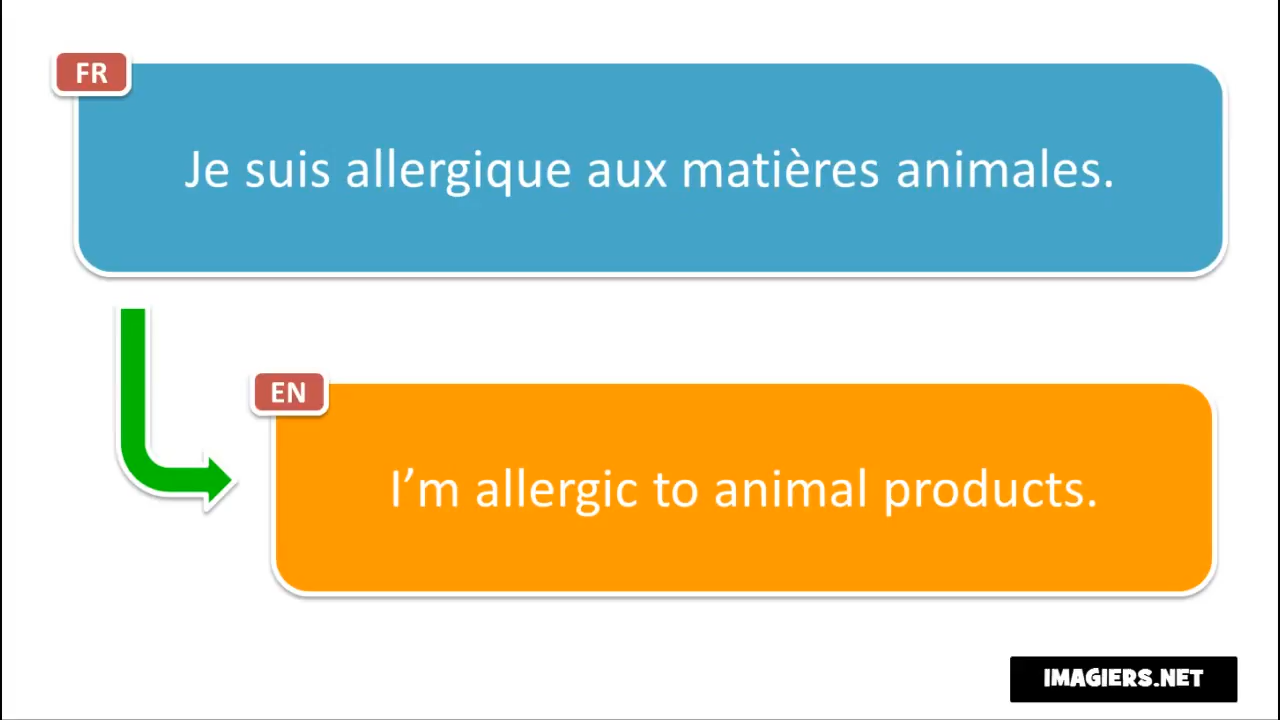 FR
Je suis allergique aux matières animales.
EN
I’m allergic to animal products.
IMAGIERS.NET